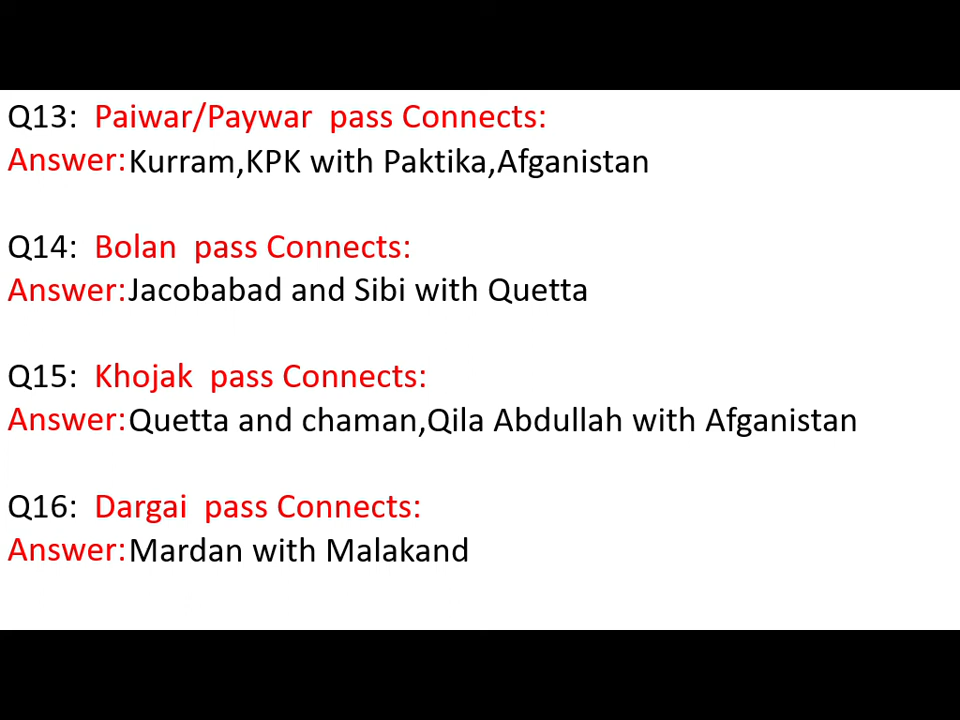 Q13: Paiwar/Paywar pass Connects:
Answer:Kurram,KPK with Paktika,Afganistan
Q14: Bolan pass Connects:
Answer:Jacobabad and Sibi with Quetta
Q15: Khojak pass Connects:
Answer:Quetta and chaman,Qila Abdullah with Afganistan
Q16: Dargai pass Connects:
Answer:Mardan with Malakand